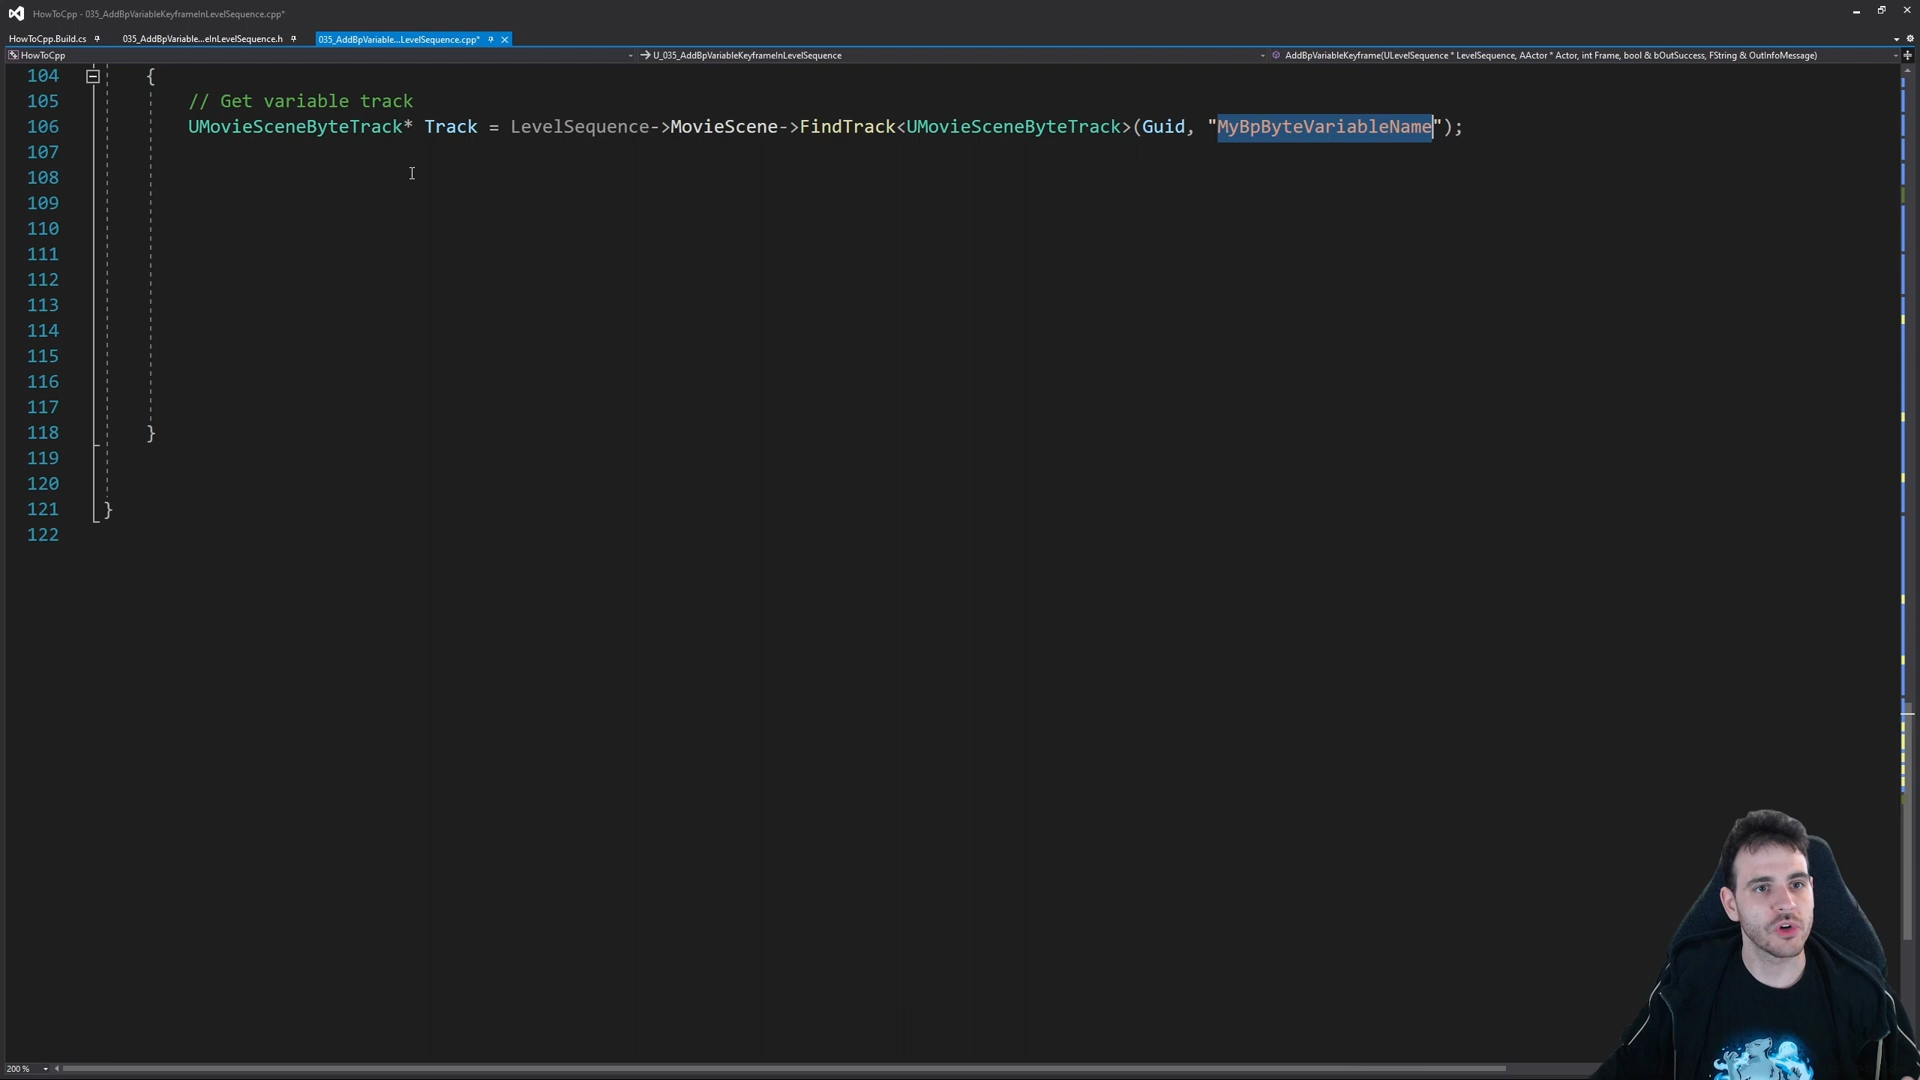 HowToCpp - 035_AddBpVariableKeyframeInLevelSequence.cpp*
HowToCpp.Build.cs
035_AddBpVariable...eInLevelSequence.h
035_AddBpVariable...LevelSequence.cpp*
HowToCpp
U_035_AddBpVariableKeyframeInLevelSequence
AddBpVariableKeyframe(ULevelSequence * LevelSequence, AActor * Actor, int Frame, bool & bOutSuccess, FString & OutInfoMessage)
104 {
105 // Get variable track
106 UMovieSceneByteTrack* Track = LevelSequence->MovieScene->FindTrack<UMovieSceneByteTrack>(Guid, "MyBpByteVariableName");
107
108
109
110
111
112
113
114
115
116
117
118 }
119
120
121 }
122
200 %